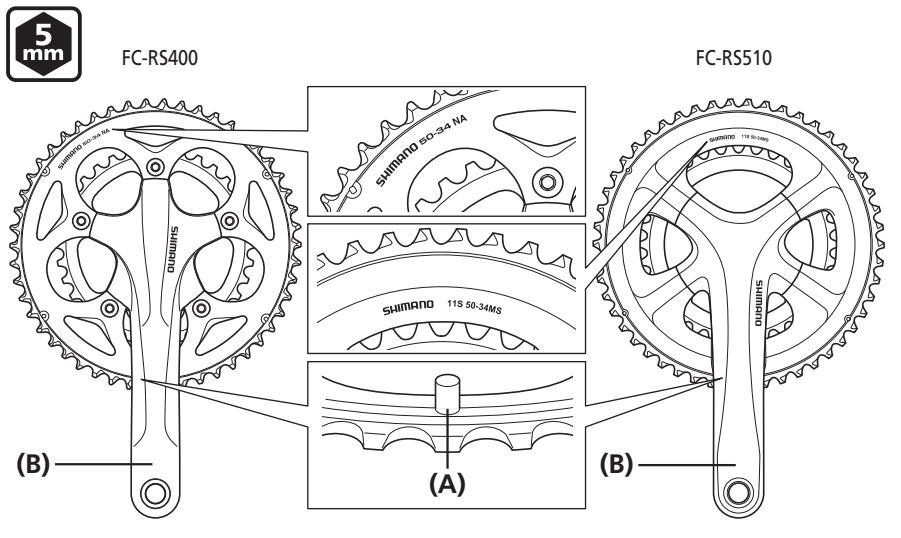 5
mm
FC-RS400
FC-RS510
SHIMANO 50-34 NA
SHIMANO 50-34 NA
SHIMANO 11S 50-34MS
SHIMANO
SHIMANO 11S 50-34MS
SHIMANO
(B)
(A)
(B)